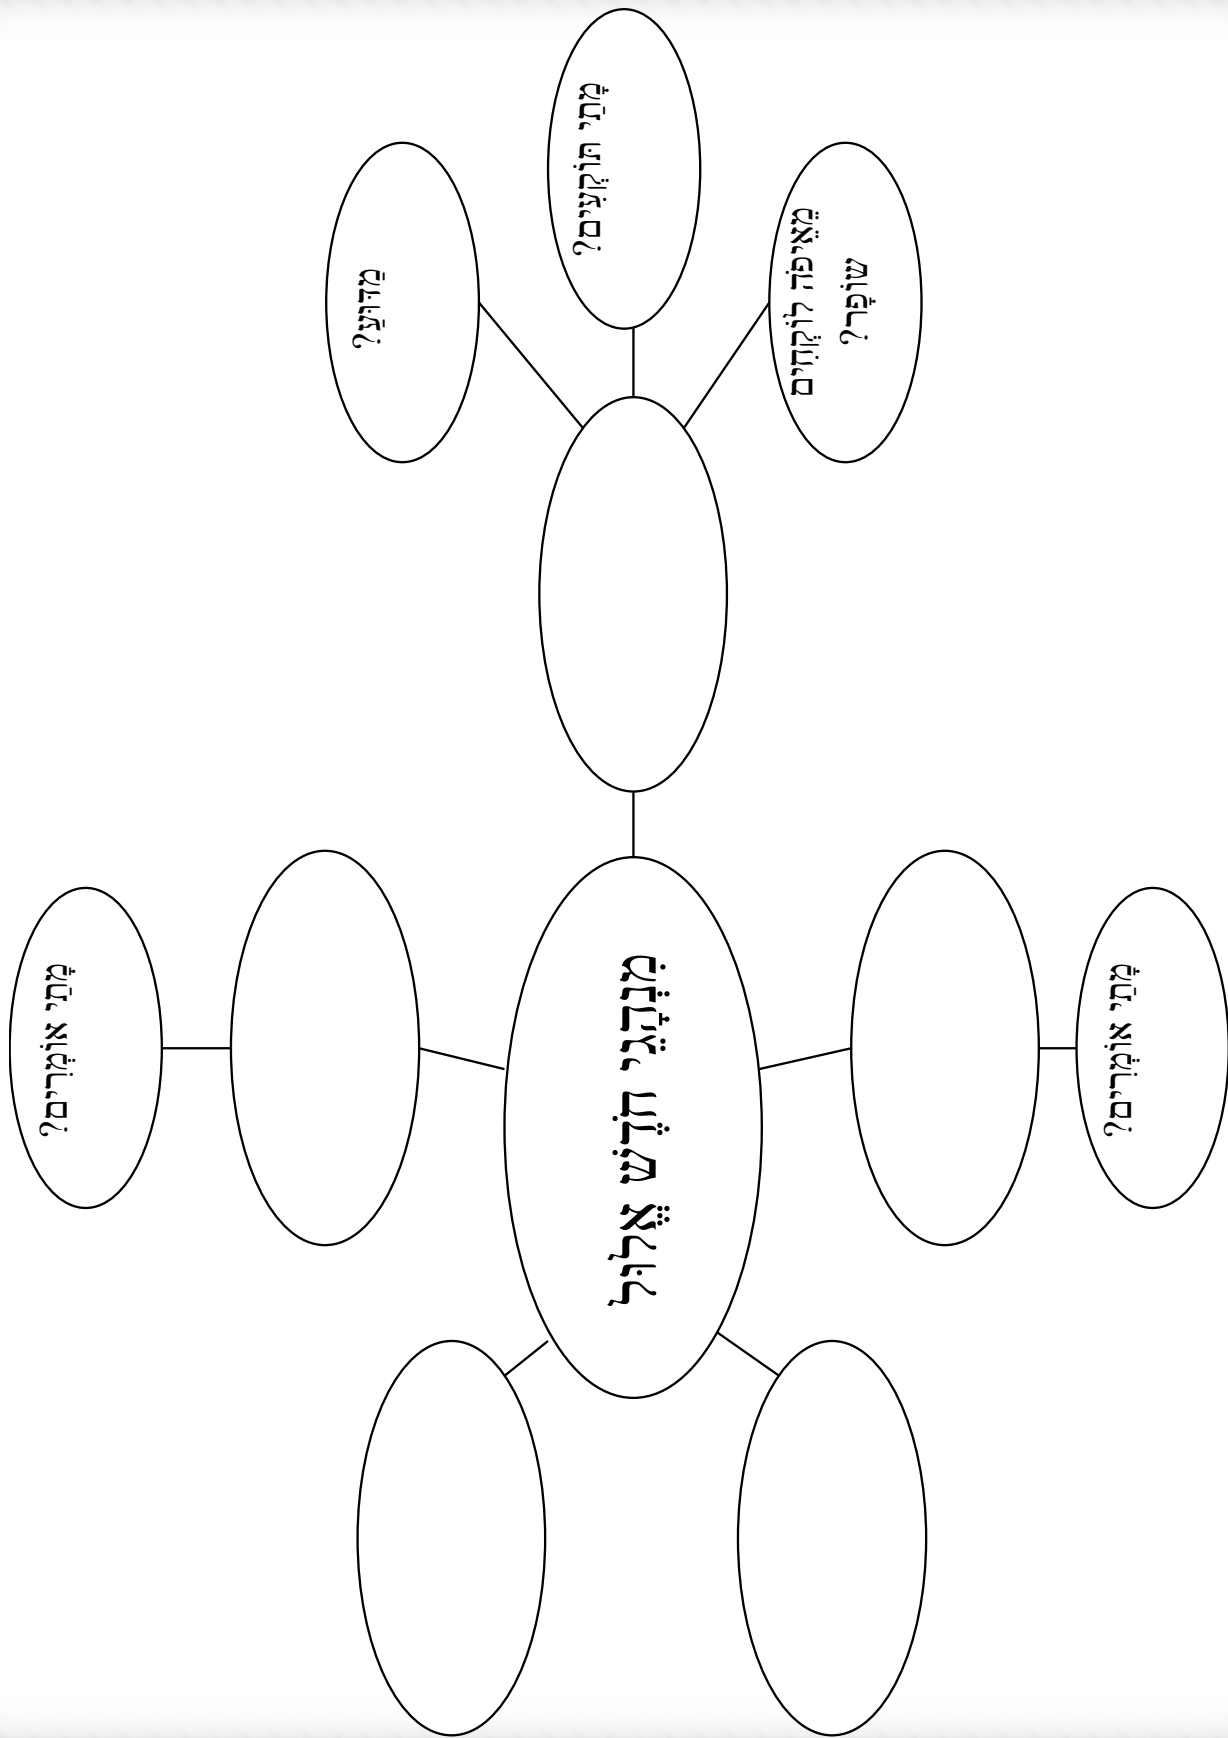 מָתַי אוֹמְרִים?
מַדּוּעַ?
מָתַי תּוֹקְעִים?
מִנְהָגֵי חֹדֶשׁ אֱלוּל
מֵאֵיפֹה לוֹקְחִים
שׁוֹפָר?
מָתַי אוֹמְרִים?